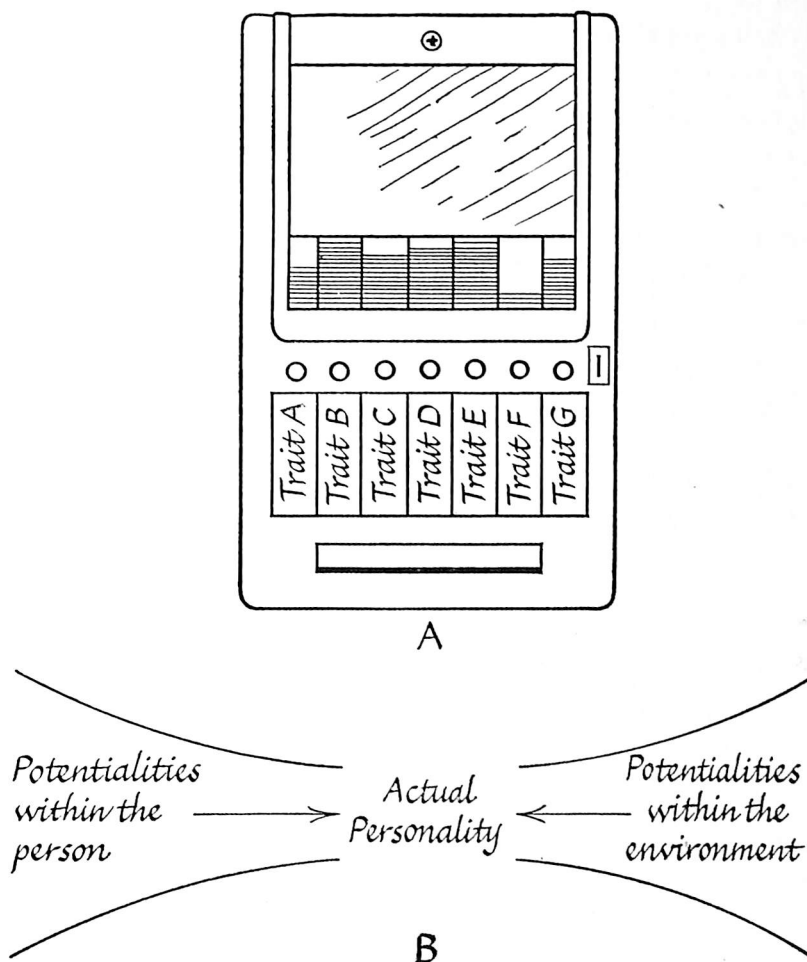 Trait A
Trait B
Trait C
Trait D
Trait E
Trait F
Trait G
A
Potentialities
within the
person
Actual
Personality
Potentialities
within the
environment
B